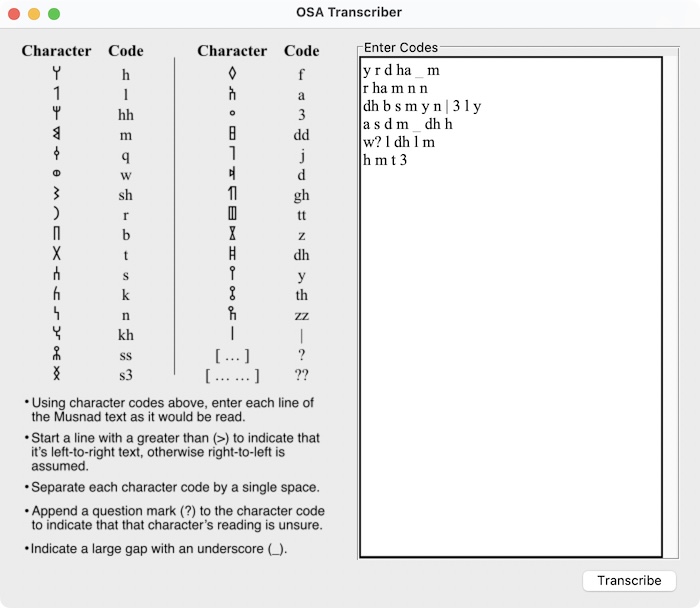 OSA Transcriber
Character Code Character Code
𐩠 h 𐩰 f
𐩡 l 𐩱 a
𐩢 hh 𐩲 3
𐩣 m 𐩳 dd
𐩤 q 𐩴 j
𐩥 w 𐩵 d
𐩦 sh 𐩶 gh
𐩧 r 𐩷 tt
𐩨 b 𐩸 z
𐩩 t 𐩹 dh
𐩪 s 𐩺 y
𐩫 k 𐩻 th
𐩬 n 𐩼 zz
𐩭 kh | |
𐩮 ss [ ... ] ?
𐩯 s3 [ ... ... ] ??
• Using character codes above, enter each line of
the Musnad text as it would be read.
• Start a line with a greater than (>) to indicate that
it's left-to-right text, otherwise right-to-left is
assumed.
• Separate each character code by a single space.
• Append a question mark (?) to the character code
to indicate that that character's reading is unsure.
• Indicate a large gap with an underscore (_).
Enter Codes
y r d ha _ m
r ha m n n
dh b s m y n | 3 l y
a s d m _ dh h
w? l dh l m
h m t 3
Transcribe